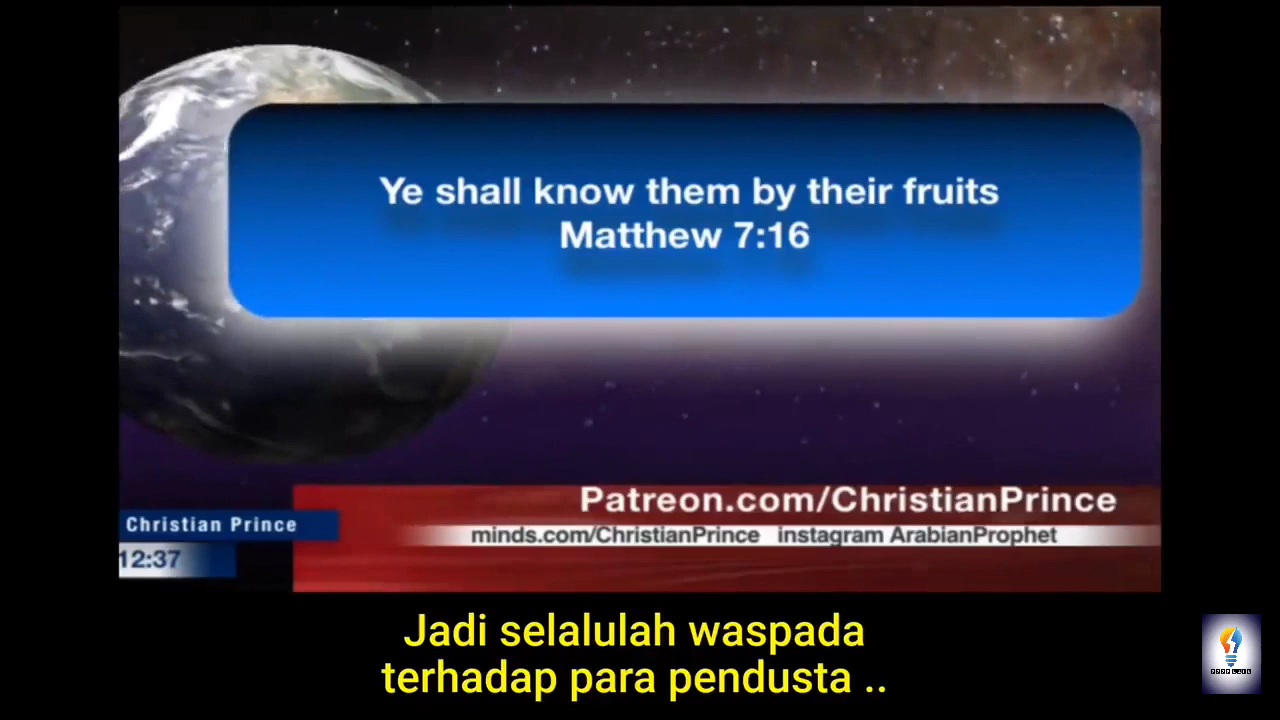 Ye shall know them by their fruits
Matthew 7:16
Patreon.com/ChristianPrince
Christian Prince
minds.com/ChristianPrince instagram ArabianProphet
12:37
Jadi selalulah waspada
terhadap para pendusta ..